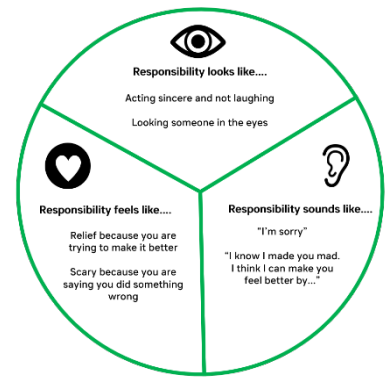 Responsibility looks like....
Acting sincere and not laughing
Looking someone in the eyes
Responsibility feels like....
Relief because you are
trying to make it better
Scary because you are
saying you did something
wrong
Responsibility sounds like....
"I'm sorry"
"I know I made you mad.
I think I can make you
feel better by..."